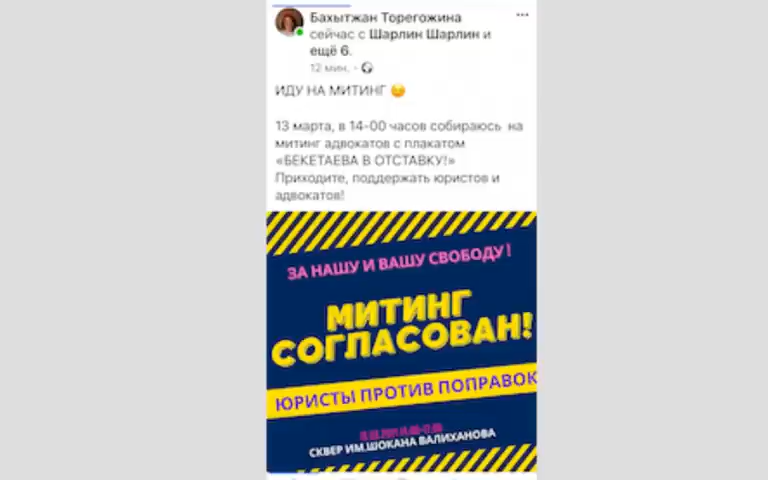 Бахытжан Торегожина
сейчас с Шарлин Шарлин и
ещё 6.
12 мин. ·
ИДУ НА МИТИНГ
13 марта, в 14-00 часов собираюсь на
митинг адвокатов с плакатом
«БЕКЕТАЕВА В ОТСТАВКУ!»
Приходите, поддержать юристов и
адвокатов!
ЗА НАШУ И ВАШУ СВОБОДУ!
МИТИНГ
СОГЛАСОВАН!
ЮРИСТЫ ПРОТИВ ПОПРАВОК
СКВЕР ИМ.ШОКАНА ВАЛИХАНОВА